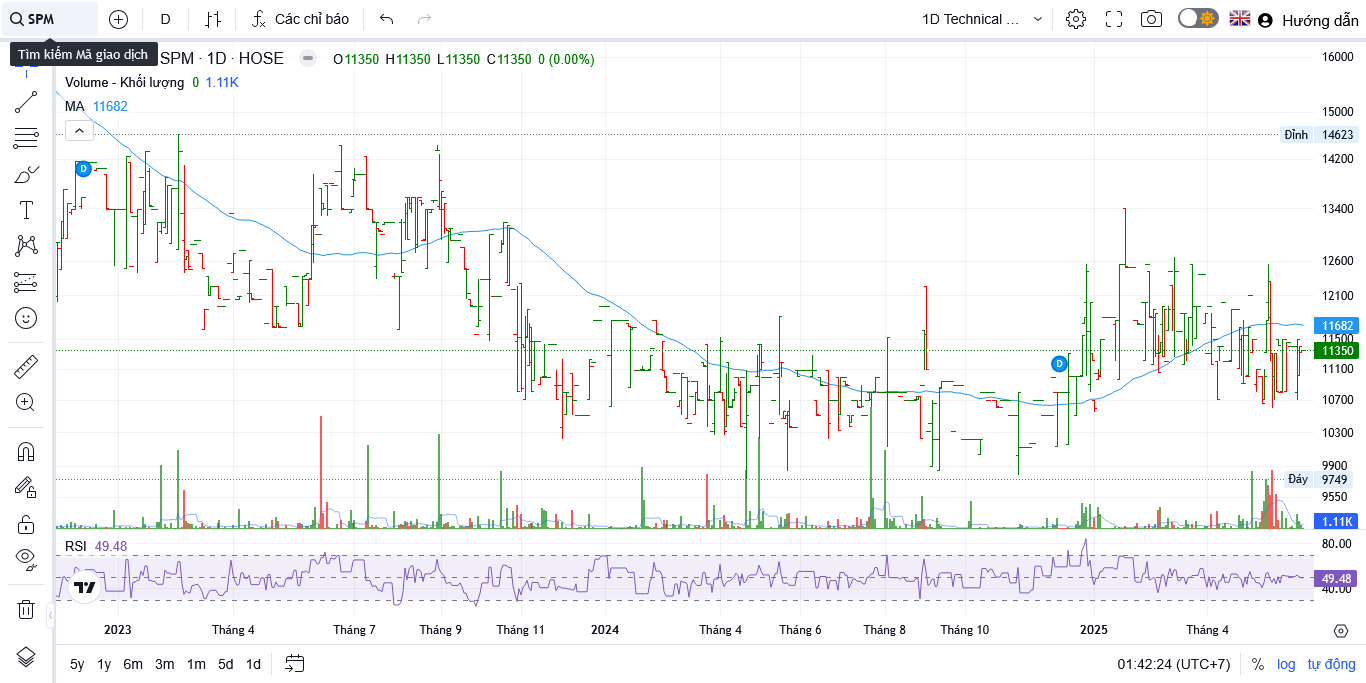 SPM
D
Các chỉ báo
1D Technical ...
Hướng dẫn
Tìm kiếm Mã giao dịch
SPM · 1D · HOSE
O11350 H11350 L11350 C11350 0 (0.00%)
Volume - Khối lượng 0 1.11K
MA 11682
D
D
16000
15000
Đỉnh 14623
14200
13400
12600
12100
11682
11500
11350
11100
10700
10300
9900
Đáy 9749
9550
1.11K
RSI 49.48
80.00
49.48
40.00
2023 Tháng 4 Tháng 7 Tháng 9 Tháng 11 2024 Tháng 4 Tháng 6 Tháng 8 Tháng 10 2025 Tháng 4
5y 1y 6m 3m 1m 5d 1d
01:42:24 (UTC+7) % log tự động